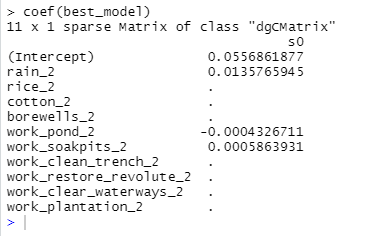 > coef(best_model)
11 x 1 sparse Matrix of class "dgCMatrix"
s0
(Intercept) 0.0556861877
rain_2 0.0135765945
rice_2 .
cotton_2 .
borewells_2 .
work_pond_2 -0.0004326711
work_soakpits_2 0.0005863931
work_clean_trench_2 .
work_restore_revolute_2 .
work_clear_waterways_2 .
work_plantation_2 .
>